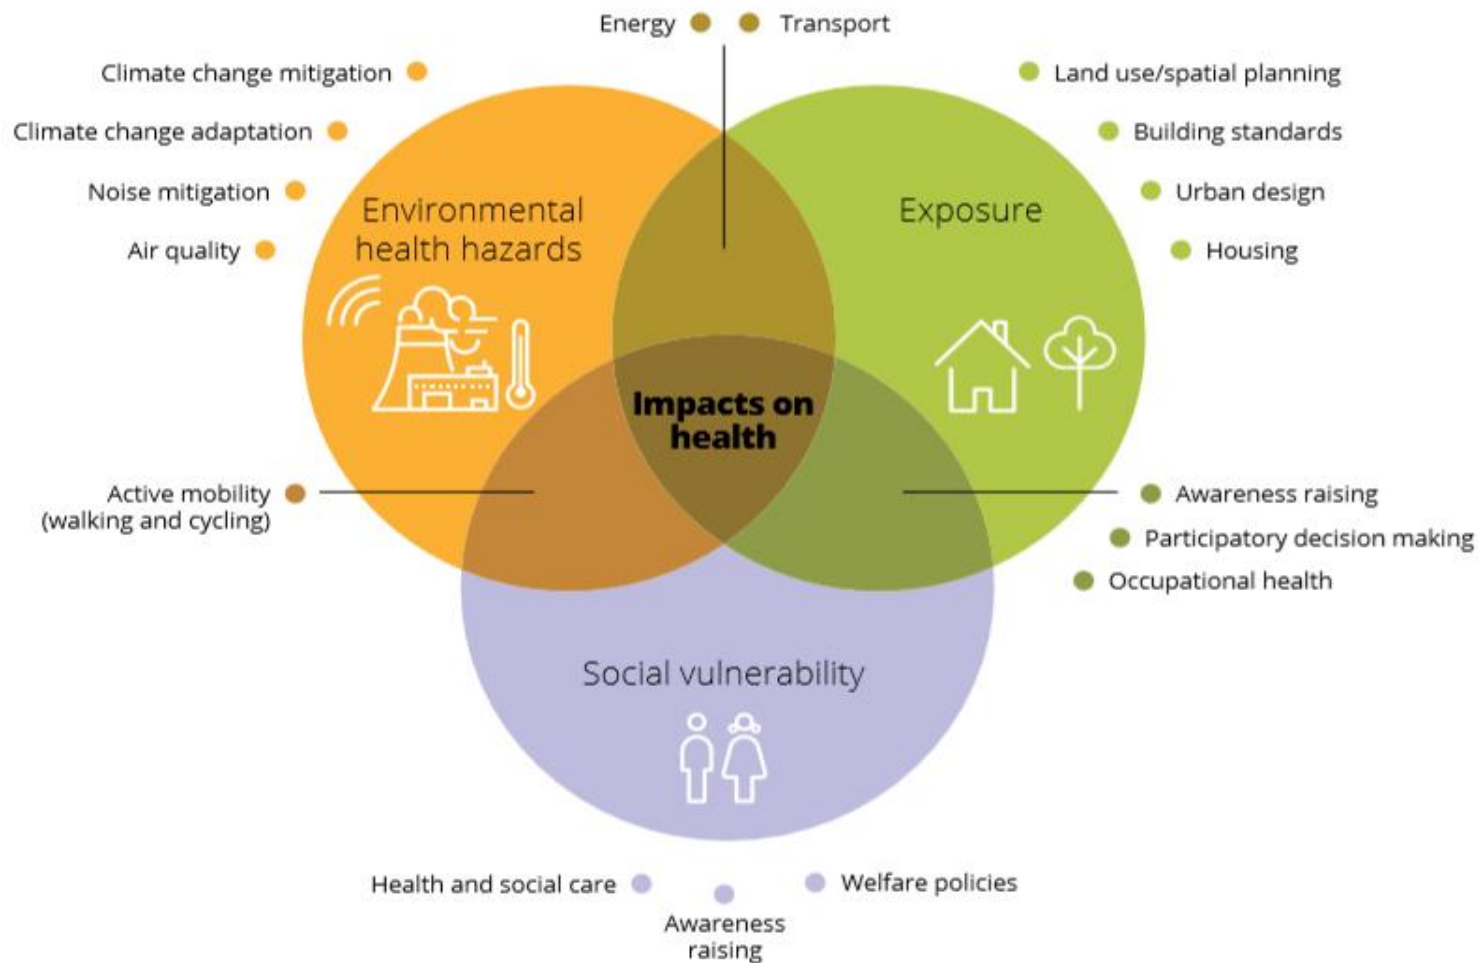 Energy
Transport
Climate change mitigation
Land use/spatial planning
Climate change adaptation
Building standards
Noise mitigation
Urban design
Air quality
Housing
Environmental
health hazards
Exposure
Impacts on
health
Active mobility
(walking and cycling)
Awareness raising
Participatory decision making
Occupational health
Social vulnerability
Health and social care
Awareness
raising
Welfare policies